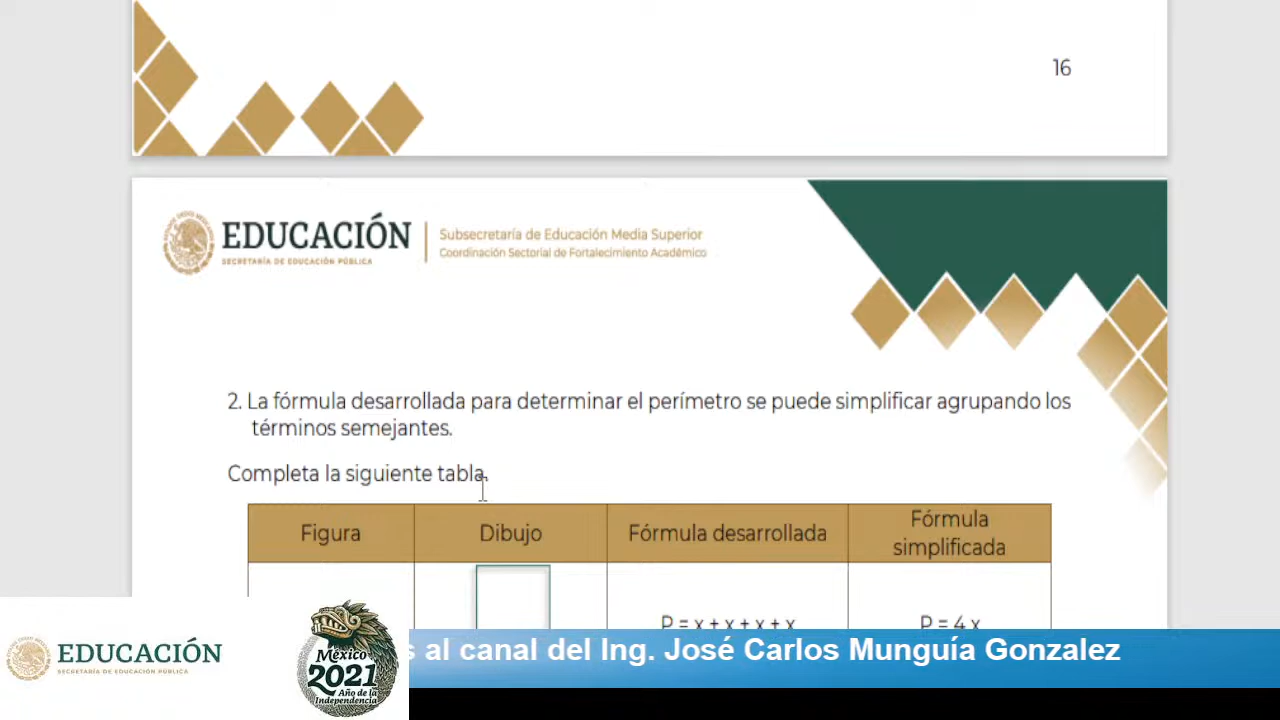 16
EDUCACIÓN
SECRETARÍA DE EDUCACIÓN PÚBLICA
Subsecretaría de Educación Media Superior
Coordinación Sectorial de Fortalecimiento Académico
2. La fórmula desarrollada para determinar el perímetro se puede simplificar agrupando los
términos semejantes.
Completa la siguiente tabla.
Figura
Dibujo
Fórmula desarrollada
Fórmula
simplificada
P = x + x + x + x
P = 4 x
EDUCACIÓN
SECRETARÍA DE EDUCACIÓN PÚBLICA
México
2021
Año de la
Independencia
s al canal del Ing. José Carlos Munguía Gonzalez